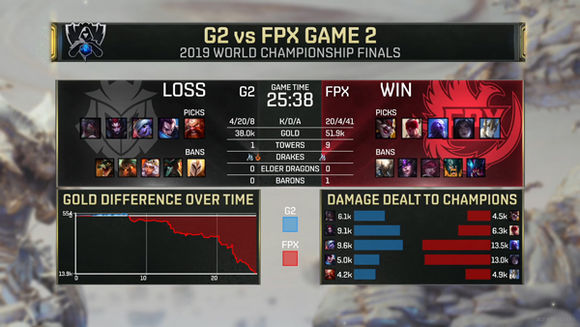 G2 vs FPX GAME 2
2019 WORLD CHAMPIONSHIP FINALS
LOSS G2 GAME TIME FPX WIN
25:38
PICKS PICKS
4/20/8 K/D/A 20/4/41
38.0k GOLD 51.9k
1 TOWERS 9
BANS BANS
DRAKES
0 ELDER DRAGONS 0
0 BARONS 1
GOLD DIFFERENCE OVER TIME
G2
FPX
DAMAGE DEALT TO CHAMPIONS
0
13.9k
0 10 20
6.1k 4.5k
9.1k 6.3k
9.6k 13.5k
5.0k 13.0k
4.2k 4.9k